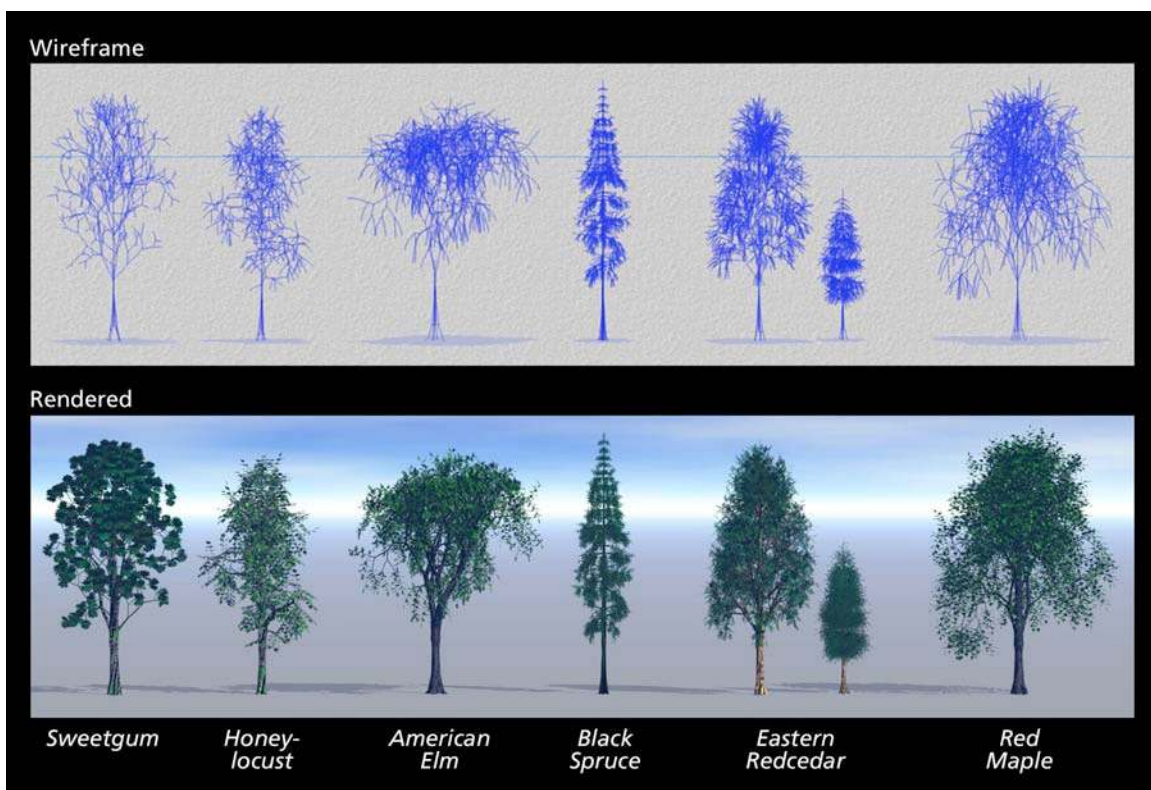 Wireframe
Rendered
Sweetgum
Honey-
locust
American
Elm
Black
Spruce
Eastern
Redcedar
Red
Maple